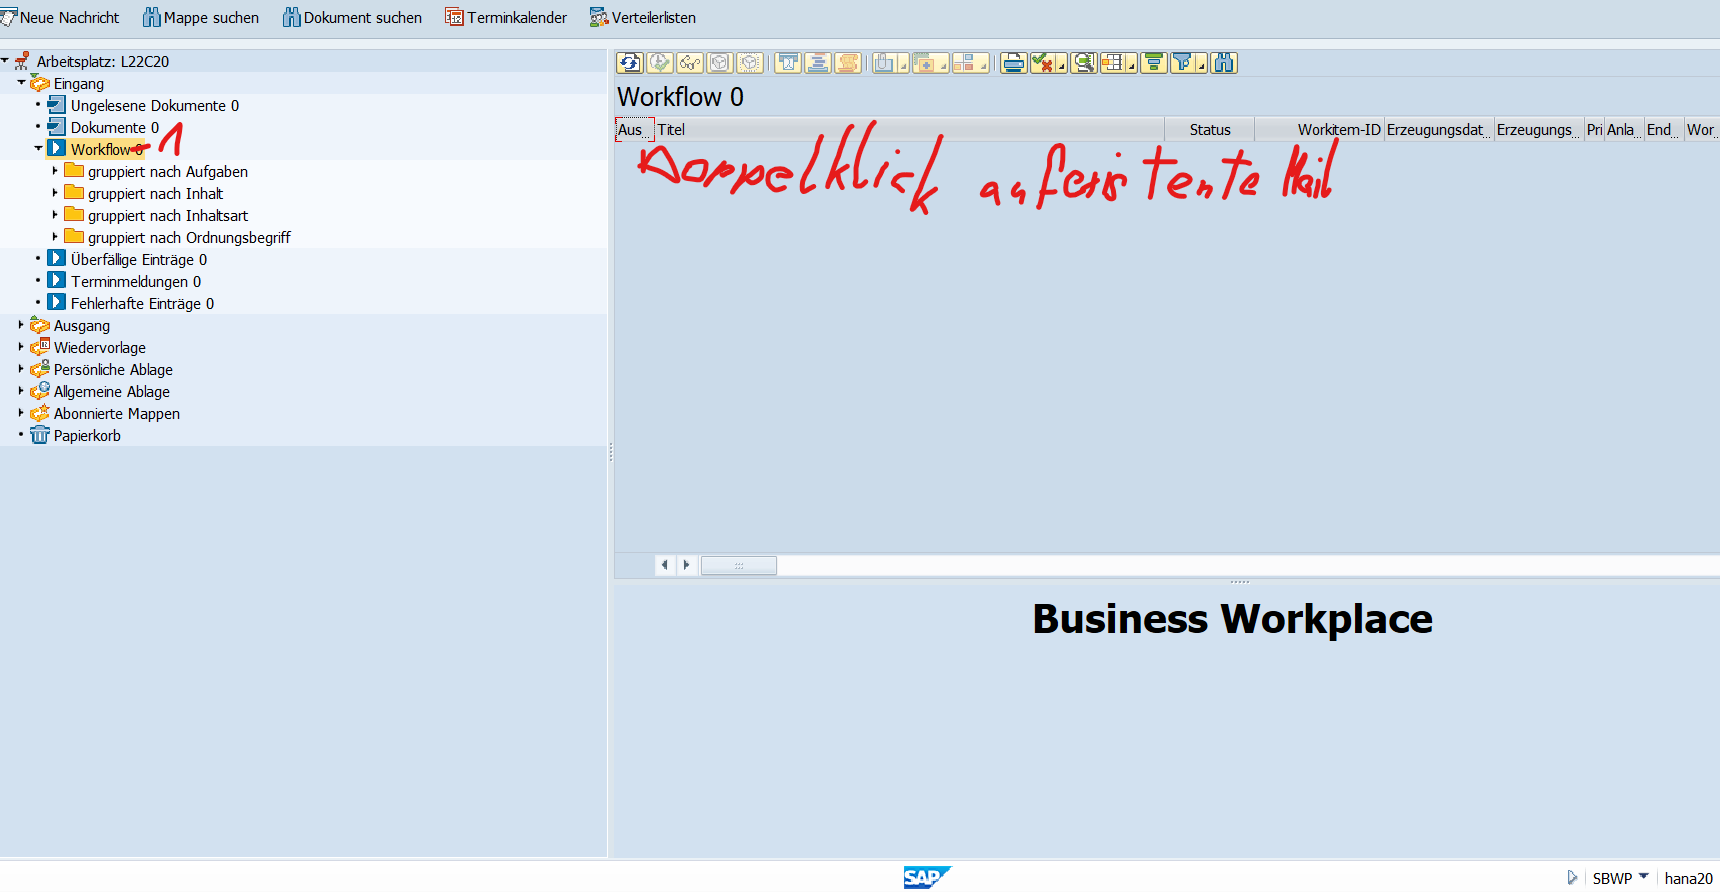 Neue Nachricht Mappe suchen Dokument suchen Terminkalender Verteilerlisten
Arbeitsplatz: L22C20
Eingang
Ungelesene Dokumente 0
Dokumente 0
Workflow 0 1
gruppiert nach Aufgaben
gruppiert nach Inhalt
gruppiert nach Inhaltsart
gruppiert nach Ordnungsbegriff
Überfällige Einträge 0
Terminmeldungen 0
Fehlerhafte Einträge 0
Ausgang
Wiedervorlage
Persönliche Ablage
Allgemeine Ablage
Abonnierte Mappen
Papierkorb
Workflow 0
Aus... Titel Status Workitem-ID Erzeugungsdat... Erzeugungs... Pri Anla... End... Wor...
Doppelklick auf existente Mail
Business Workplace
SAP SBWP hana20